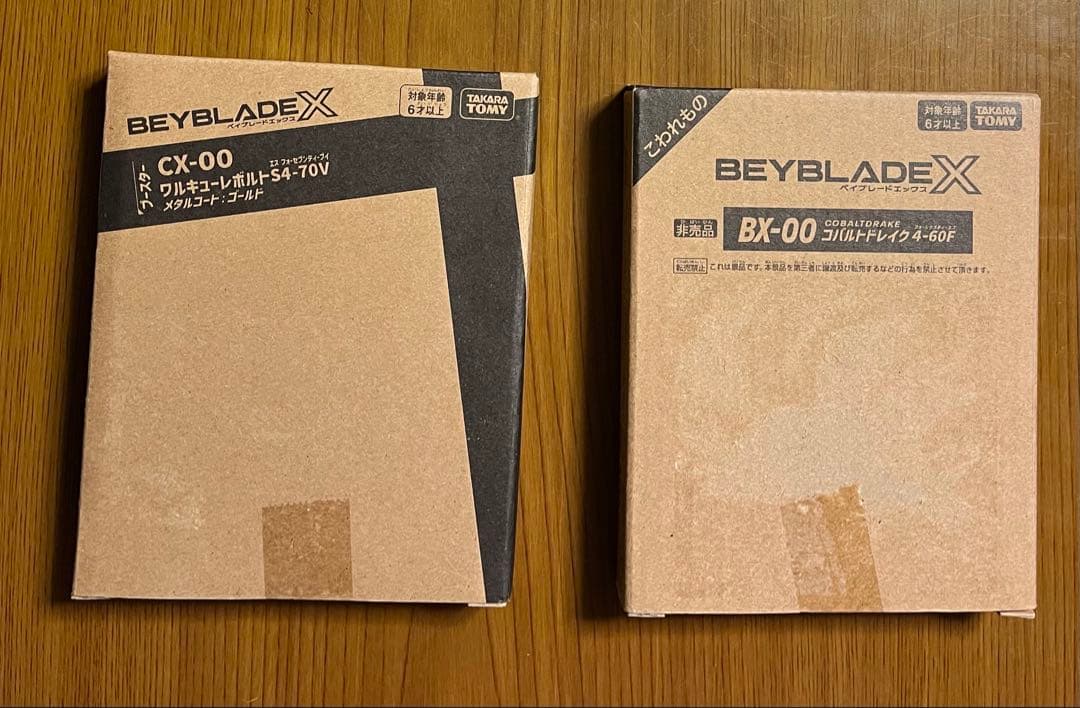 BEYBLADE X
ベイブレードエックス
対象年齢
6才以上
TAKARA TOMY
ブースター
CX-00
エス フォーセブンティブイ
ワルキューレボルトS4-70V
メタルコート:ゴールド
こわれもの
対象年齢
6才以上
TAKARA TOMY
BEYBLADE X
ベイブレードエックス
非売品
BX-00
COBALTDRAKE
コバルトドレイク4-60F
転売禁止
これは景品です。本景品を第三者に譲渡及び転売するなどの行為を禁止させて頂きます。